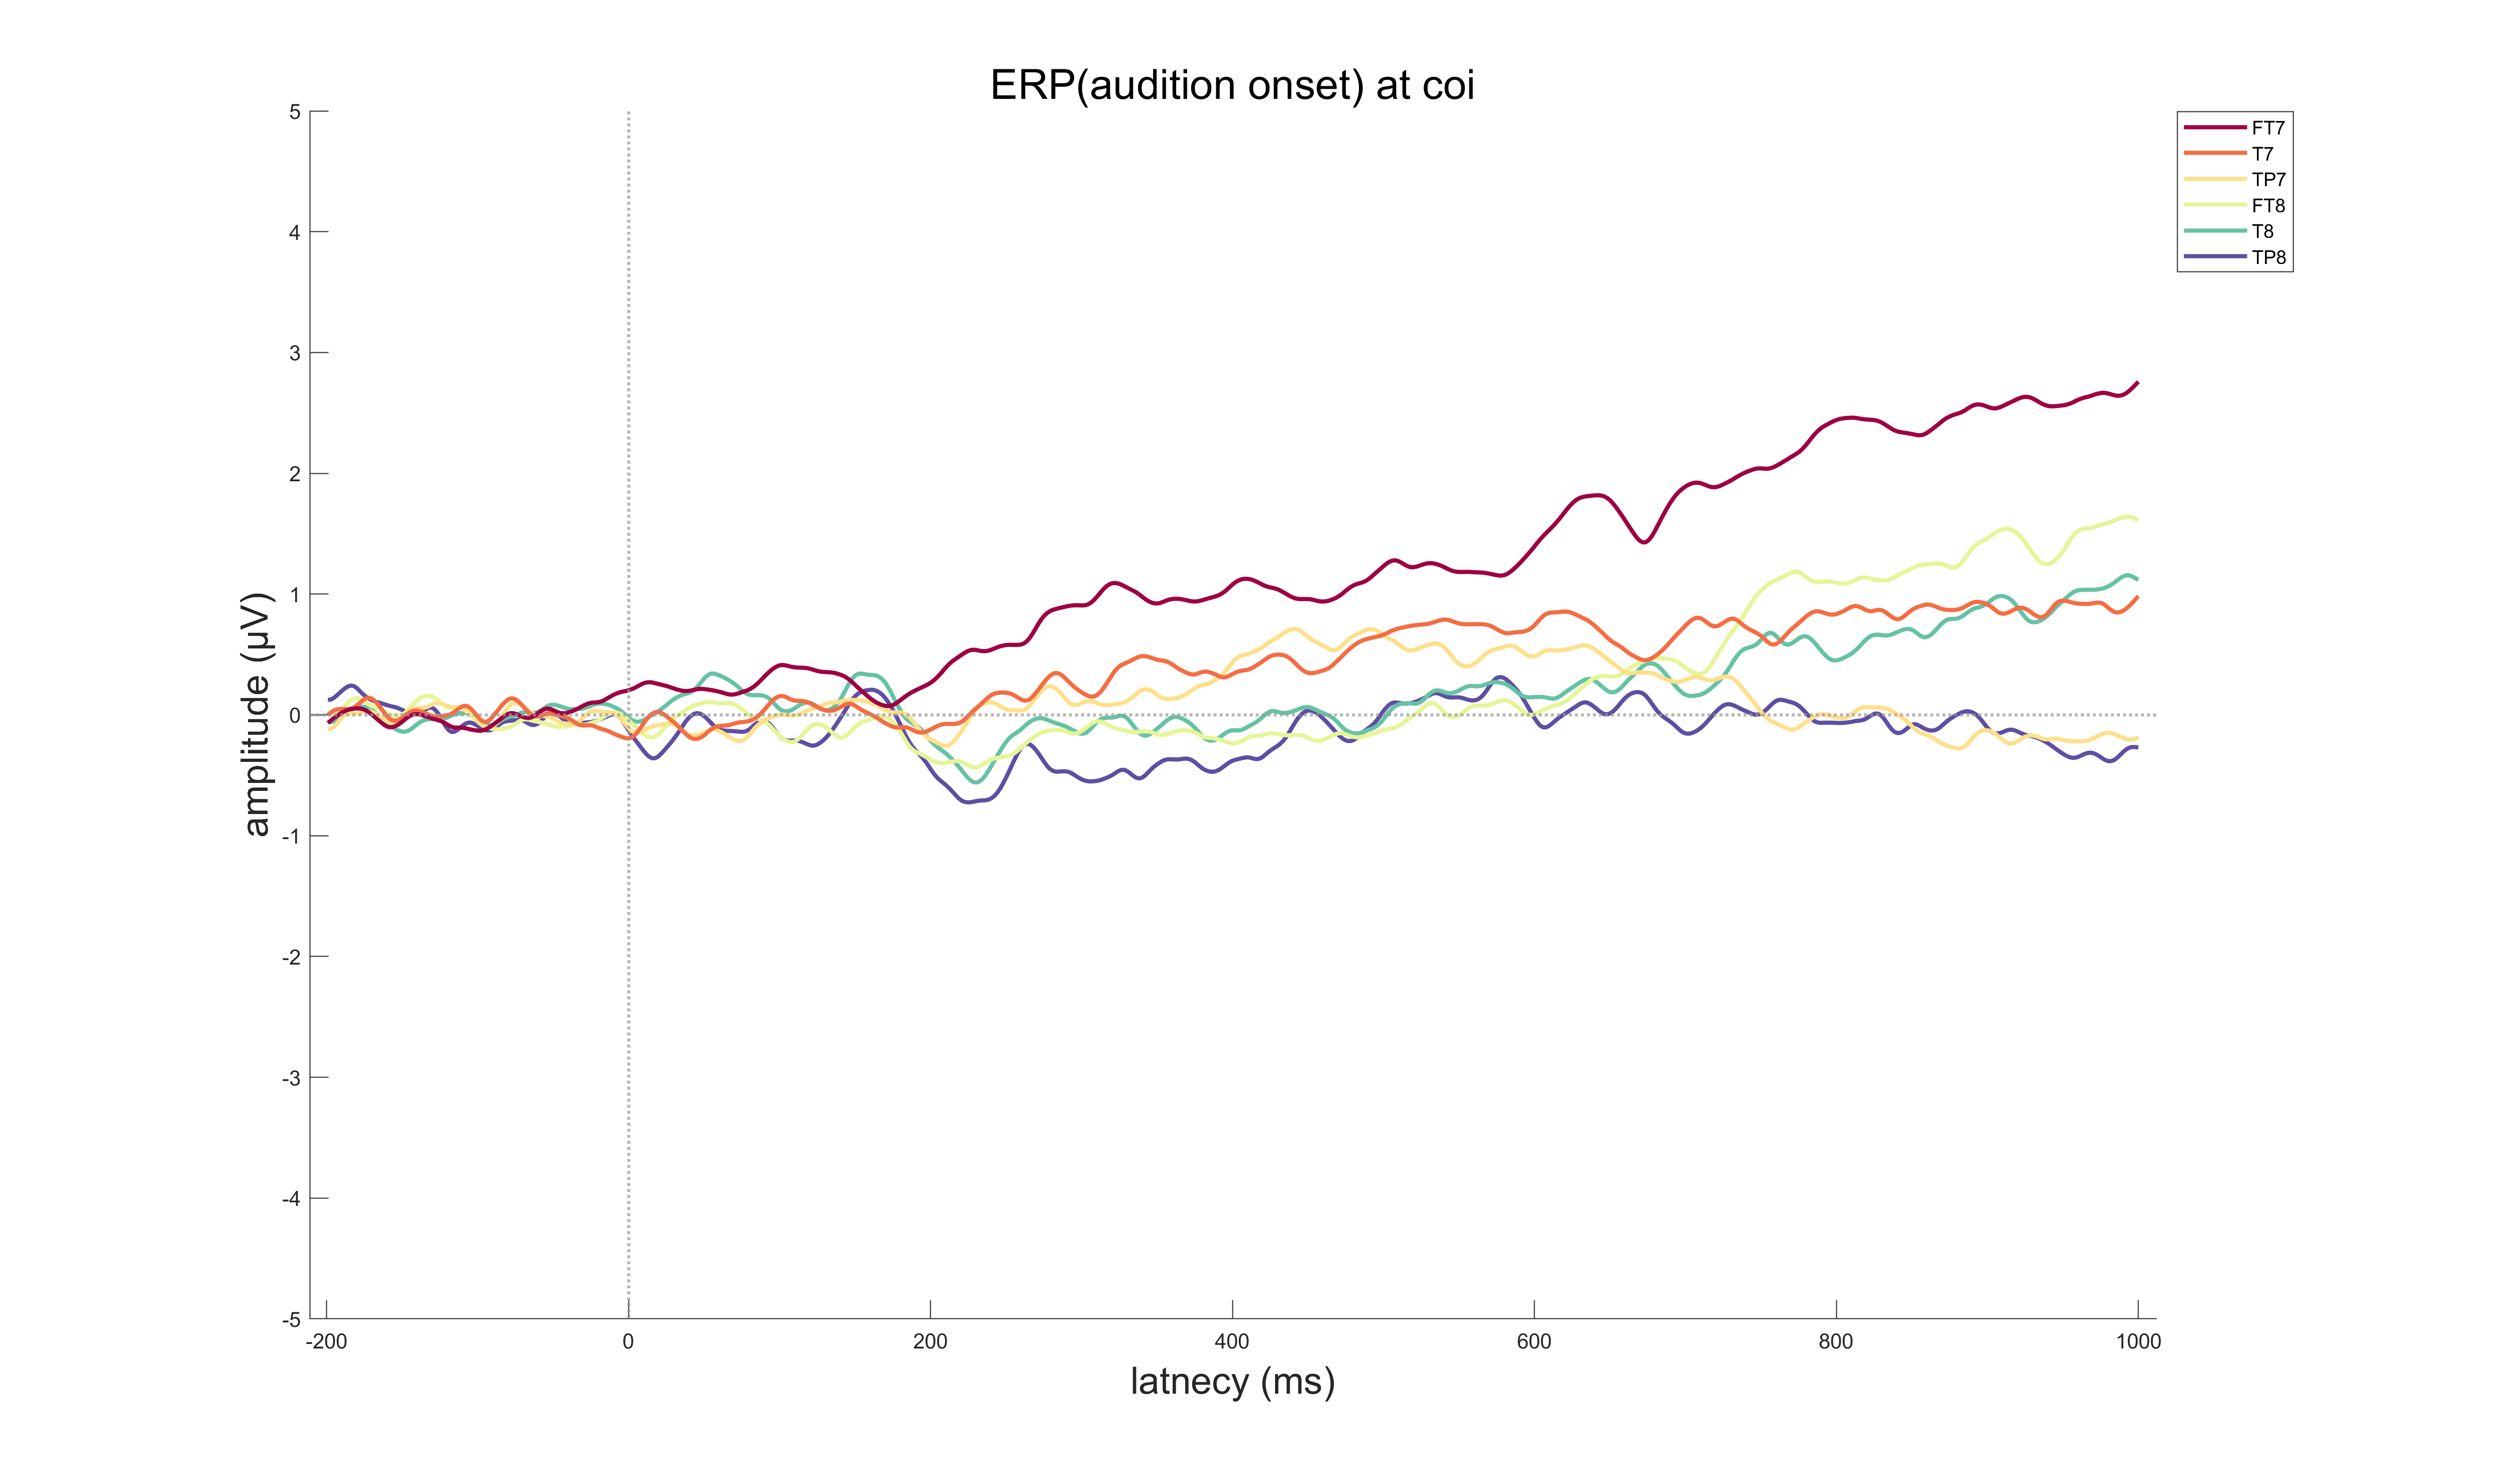 ERP(audition onset) at coi
5
4
3
2
1
0
-1
-2
-3
-4
-5
amplitude (µV)
-200 0 200 400 600 800 1000
latnecy (ms)
FT7
T7
TP7
FT8
T8
TP8